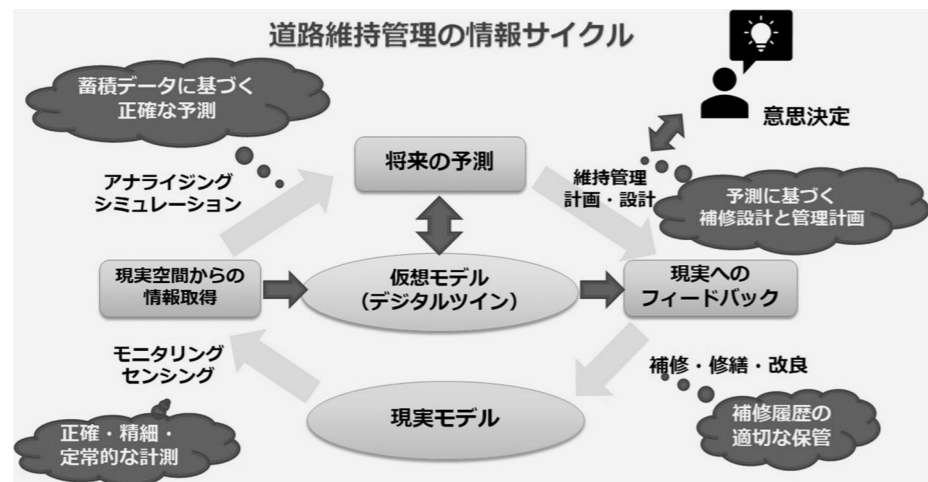 道路維持管理の情報サイクル
蓄積データに基づく
正確な予測
意思決定
将来の予測
アナライジング
シミュレーション
維持管理
計画・設計
予測に基づく
補修設計と管理計画
現実空間からの
情報取得
仮想モデル
(デジタルツイン)
現実への
フィードバック
モニタリング
センシング
補修・修繕・改良
現実モデル
正確・精細・
定常的な計測
補修履歴の
適切な保管